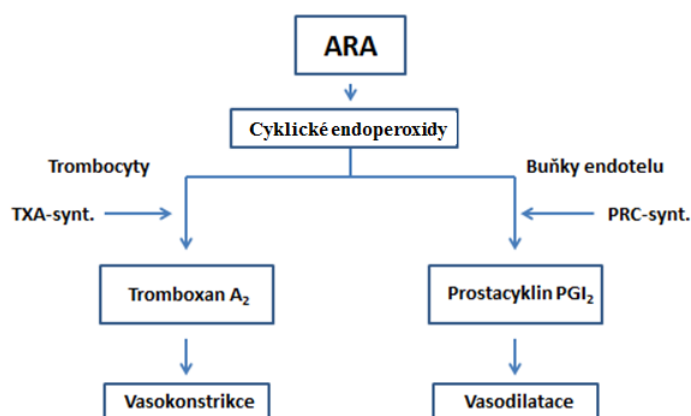 ARA
Cyklické endoperoxidy
Trombocyty
Buňky endotelu
TXA-synt.
PRC-synt.
Tromboxan A₂
Prostacyklin PGI₂
Vasokonstrikce
Vasodilatace